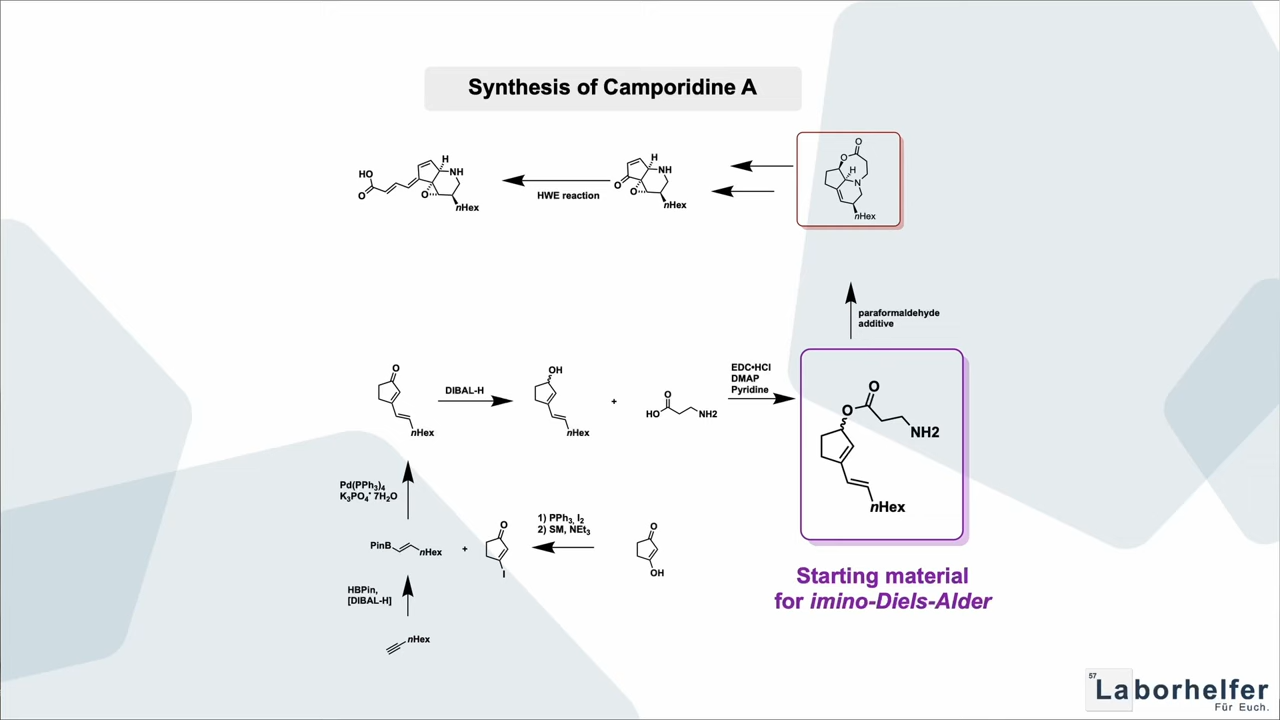 Synthesis of Camporidine A
HO
O
O
H
NH
nHex
HWE reaction
O
O
H
NH
nHex
O
O
H
N
nHex
paraformaldehyde
additive
O
nHex
DIBAL-H
OH
nHex
+
O
HO
NH2
EDC•HCl
DMAP
Pyridine
O
O
NH2
nHex
Starting material
for imino-Diels-Alder
Pd(PPh3)4
K3PO4• 7H2O
PinB
nHex
+
O
I
1) PPh3, I2
2) SM, NEt3
O
OH
HBPin,
[DIBAL-H]
nHex
57
Laborhelfer
Für Euch.